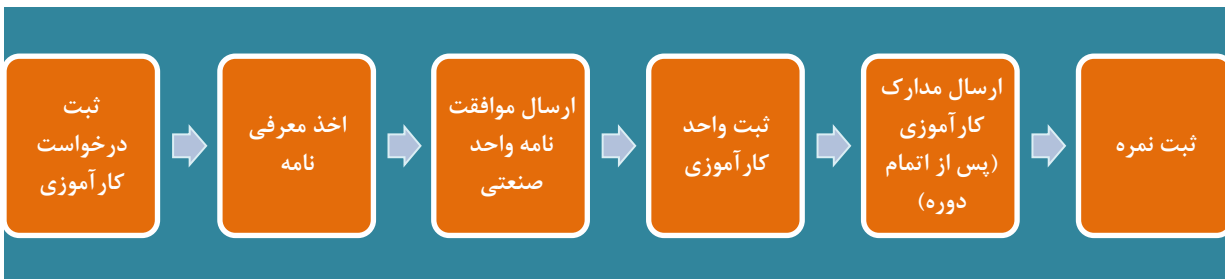 ثبت
درخواست
کارآموزی
اخذ معرفی
نامه
ارسال موافقت
نامه واحد
صنعتی
ثبت واحد
کارآموزی
ارسال مدارک
کارآموزی
(پس از اتمام
دوره)
ثبت نمره